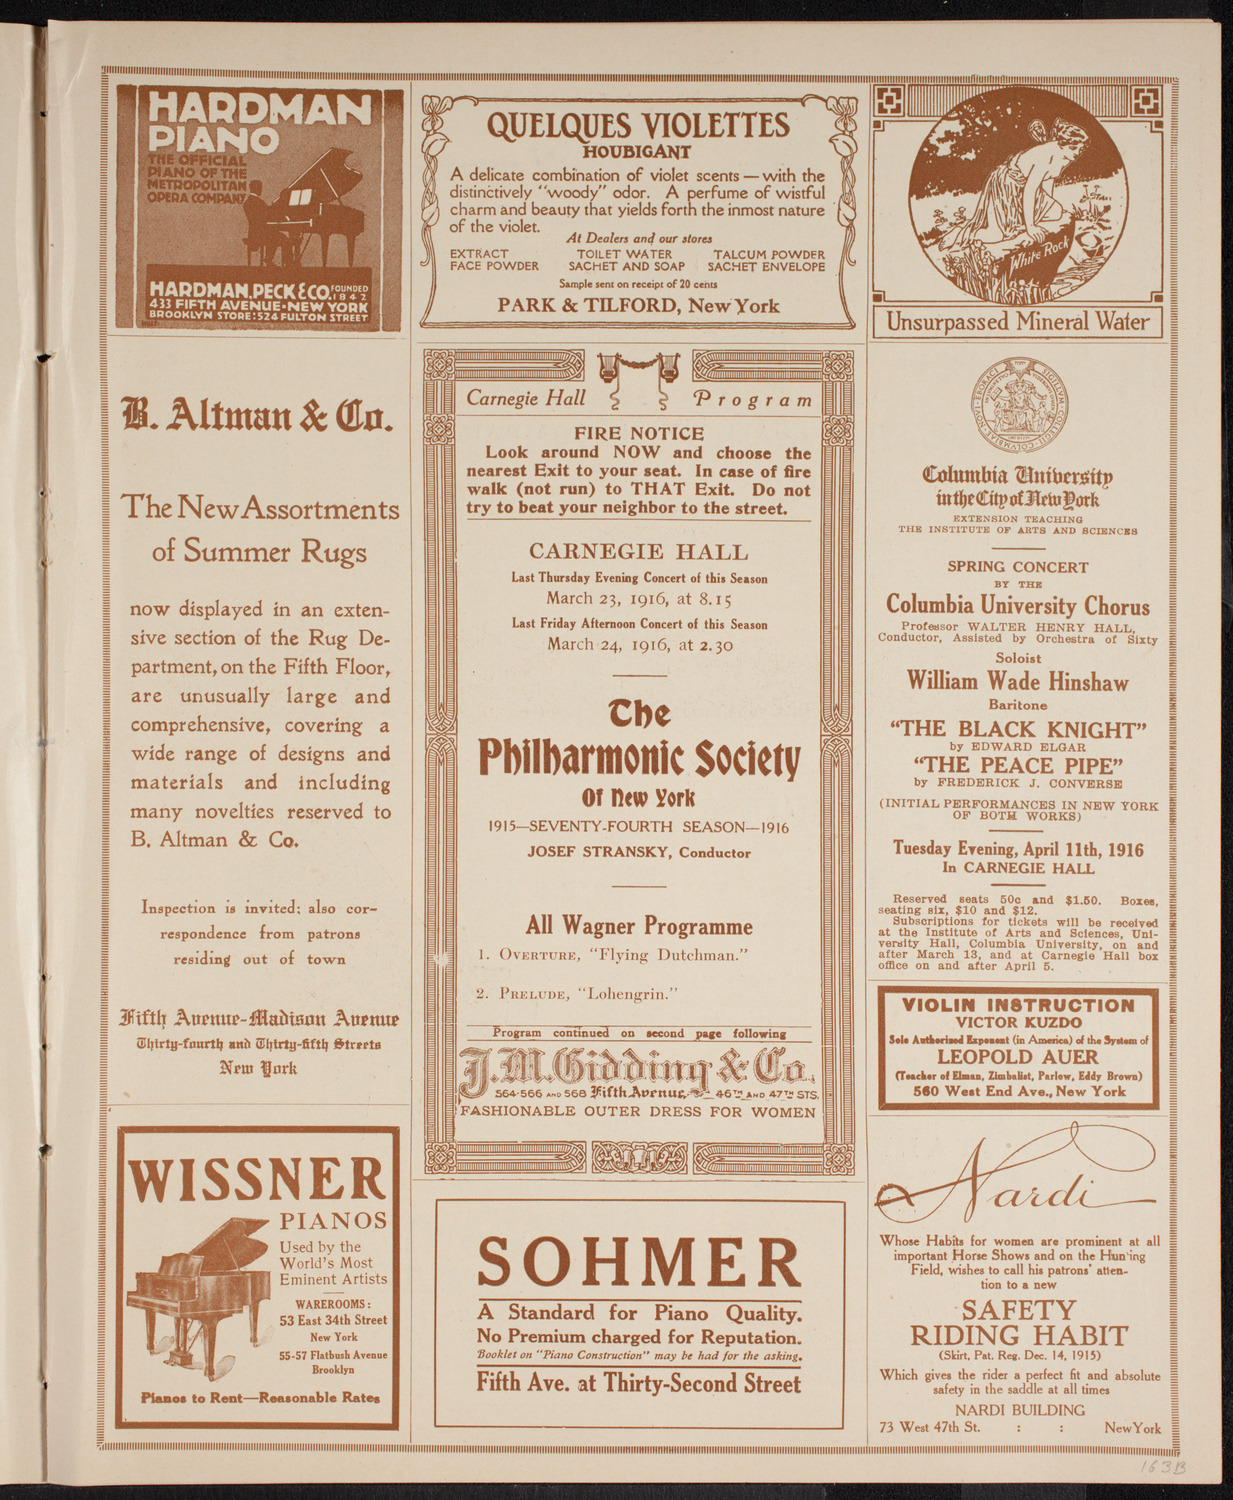 HARDMAN
PIANO
THE OFFICIAL
PIANO OF THE
METROPOLITAN
OPERA COMPANY
HARDMAN, PECK & CO. FOUNDED 1842
433 FIFTH AVENUE·NEW YORK
BROOKLYN STORE:524 FULTON STREET
B. Altman & Co.
The New Assortments
of Summer Rugs
now displayed in an exten-
sive section of the Rug De-
partment, on the Fifth Floor,
are unusually large and
comprehensive, covering a
wide range of designs and
materials and including
many novelties reserved to
B. Altman & Co.
Inspection is invited; also cor-
respondence from patrons
residing out of town
Fifth Avenue-Madison Avenue
Thirty-fourth and Thirty-fifth Streets
New York
WISSNER
PIANOS
Used by the
World's Most
Eminent Artists
WAREROOMS:
53 East 34th Street
New York
55-57 Flatbush Avenue
Brooklyn
Pianos to Rent—Reasonable Rates
QUELQUES VIOLETTES
HOUBIGANT
A delicate combination of violet scents—with the
distinctively "woody" odor. A perfume of wistful
charm and beauty that yields forth the inmost nature
of the violet.
At Dealers and our stores
EXTRACT TOILET WATER TALCUM POWDER
FACE POWDER SACHET AND SOAP SACHET ENVELOPE
Sample sent on receipt of 20 cents
PARK & TILFORD, New York
Carnegie Hall Program
FIRE NOTICE
Look around NOW and choose the
nearest Exit to your seat. In case of fire
walk (not run) to THAT Exit. Do not
try to beat your neighbor to the street.
CARNEGIE HALL
Last Thursday Evening Concert of this Season
March 23, 1916, at 8.15
Last Friday Afternoon Concert of this Season
March 24, 1916, at 2.30
The
Philharmonic Society
Of New York
1915—SEVENTY-FOURTH SEASON—1916
JOSEF STRANSKY, Conductor
All Wagner Programme
1. OVERTURE, "Flying Dutchman."
2. PRELUDE, "Lohengrin."
Program continued on second page following
J.M. Gidding & Co.
564-566 AND 568 Fifth Avenue, 46TH AND 47TH STS.
FASHIONABLE OUTER DRESS FOR WOMEN
SOHMER
A Standard for Piano Quality.
No Premium charged for Reputation.
Booklet on "Piano Construction" may be had for the asking.
Fifth Ave. at Thirty-Second Street
White Rock
Unsurpassed Mineral Water
Columbia University
in the City of New York
EXTENSION TEACHING
THE INSTITUTE OF ARTS AND SCIENCES
SPRING CONCERT
BY THE
Columbia University Chorus
Professor WALTER HENRY HALL,
Conductor, Assisted by Orchestra of Sixty
Soloist
William Wade Hinshaw
Baritone
"THE BLACK KNIGHT"
by EDWARD ELGAR
"THE PEACE PIPE"
by FREDERICK J. CONVERSE
(INITIAL PERFORMANCES IN NEW YORK
OF BOTH WORKS)
Tuesday Evening, April 11th, 1916
In CARNEGIE HALL
Reserved seats 50c and $1.50. Boxes,
seating six, $10 and $12.
Subscriptions for tickets will be received
at the Institute of Arts and Sciences, Uni-
versity Hall, Columbia University, on and
after March 13, and at Carnegie Hall box
office on and after April 5.
VIOLIN INSTRUCTION
VICTOR KUZDO
Sole Authorized Exponent (in America) of the System of
LEOPOLD AUER
(Teacher of Elman, Zimbalist, Parlow, Eddy Brown)
560 West End Ave., New York
Nardi
Whose Habits for women are prominent at all
important Horse Shows and on the Hunting
Field, wishes to call his patrons' atten-
tion to a new
SAFETY
RIDING HABIT
(Skirt, Pat. Reg. Dec. 14, 1915)
Which gives the rider a perfect fit and absolute
safety in the saddle at all times
NARDI BUILDING
73 West 47th St. : : New York
163B